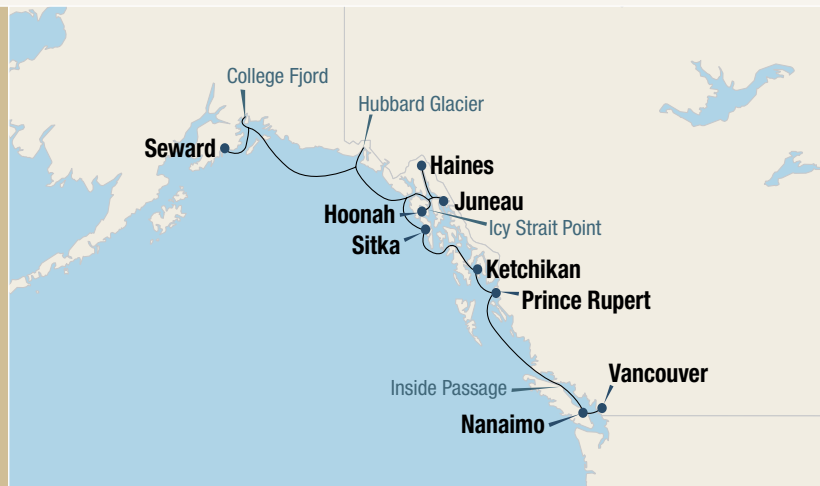 College Fjord
Hubbard Glacier
Seward
Haines
Juneau
Hoonah
Icy Strait Point
Sitka
Ketchikan
Prince Rupert
Vancouver
Inside Passage
Nanaimo